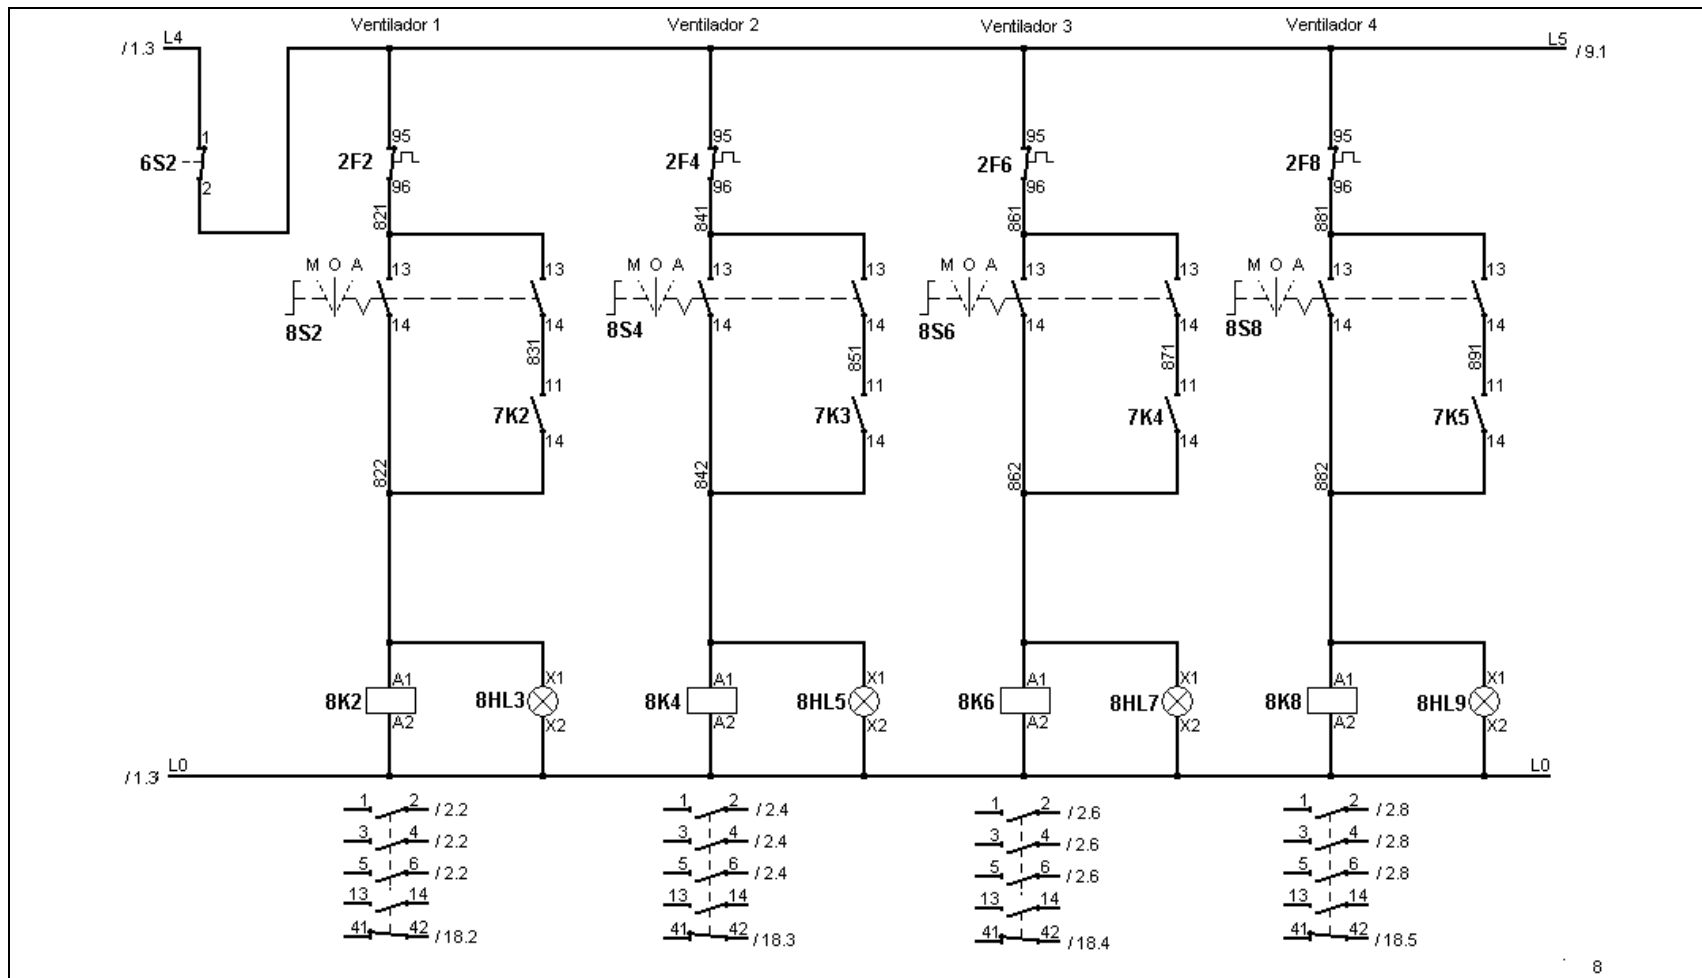 Ventilador 1 Ventilador 2 Ventilador 3 Ventilador 4
/ 1.3 L4 L5 / 9.1
1 95 95 95 95
6S2 2F2 2F4 2F6 2F8
2 96 96 96 96
821 841 861 881
M O A 13 13 M O A 13 13 M O A 13 13 M O A 13 13
8S2 14 14 8S4 14 14 8S6 14 14 8S8 14 14
831 851 871 891
11 11 11 11
7K2 7K3 7K4 7K5
14 14 14 14
822 842 862 882
A1 X1 A1 X1 A1 X1 A1 X1
8K2 8HL3 8K4 8HL5 8K6 8HL7 8K8 8HL9
A2 X2 A2 X2 A2 X2 A2 X2
/ 1.3 L0 L0
1 2 / 2.2 1 2 / 2.4 1 2 / 2.6 1 2 / 2.8
3 4 / 2.2 3 4 / 2.4 3 4 / 2.6 3 4 / 2.8
5 6 / 2.2 5 6 / 2.4 5 6 / 2.6 5 6 / 2.8
13 14 13 14 13 14 13 14
41 42 / 18.2 41 42 / 18.3 41 42 / 18.4 41 42 / 18.5
8